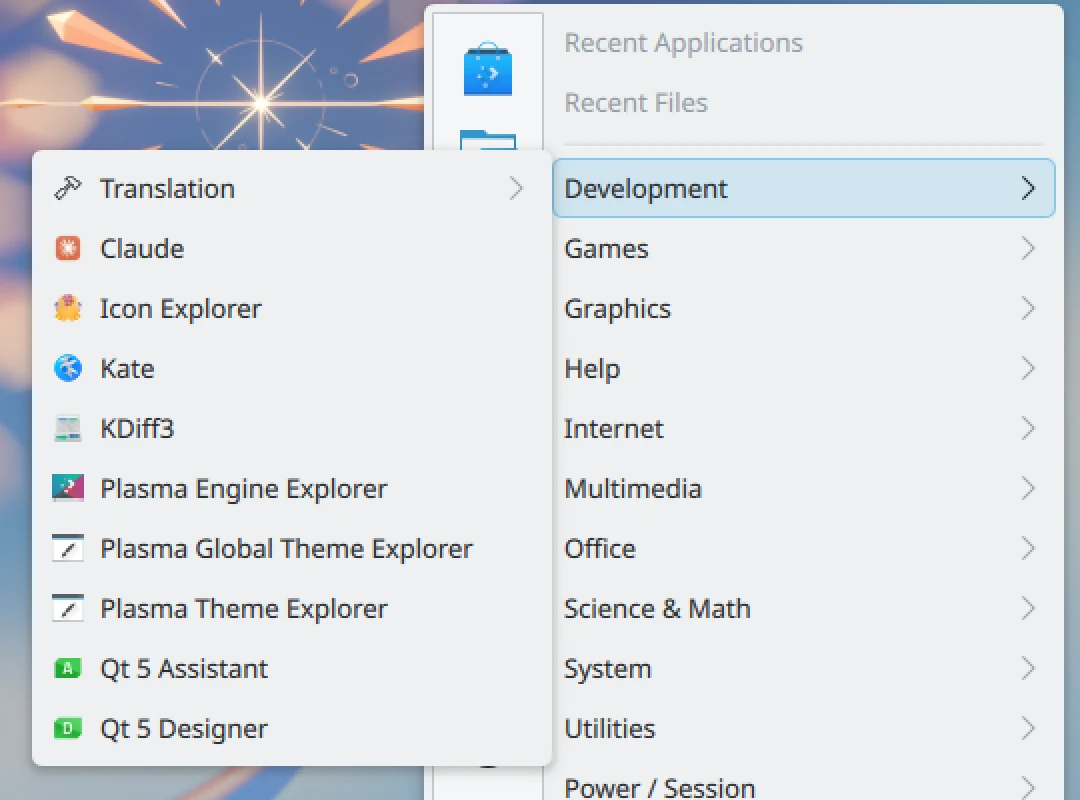 Recent Applications
Recent Files
Development
Games
Graphics
Help
Internet
Multimedia
Office
Science & Math
System
Utilities
Power / Session
Translation
Claude
Icon Explorer
Kate
KDiff3
Plasma Engine Explorer
Plasma Global Theme Explorer
Plasma Theme Explorer
A Qt 5 Assistant
D Qt 5 Designer